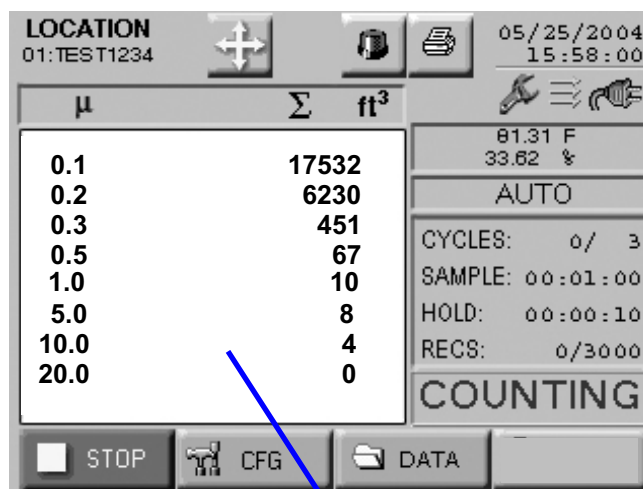 LOCATION
01:TEST1234
05/25/2004
15:58:00
µ Σ ft³
0.1 17532
0.2 6230
0.3 451
0.5 67
1.0 10
5.0 8
10.0 4
20.0 0
81.31 F
33.62 %
AUTO
CYCLES: 0/ 3
SAMPLE: 00:01:00
HOLD: 00:00:10
RECS: 0/3000
COUNTING
STOP CFG DATA